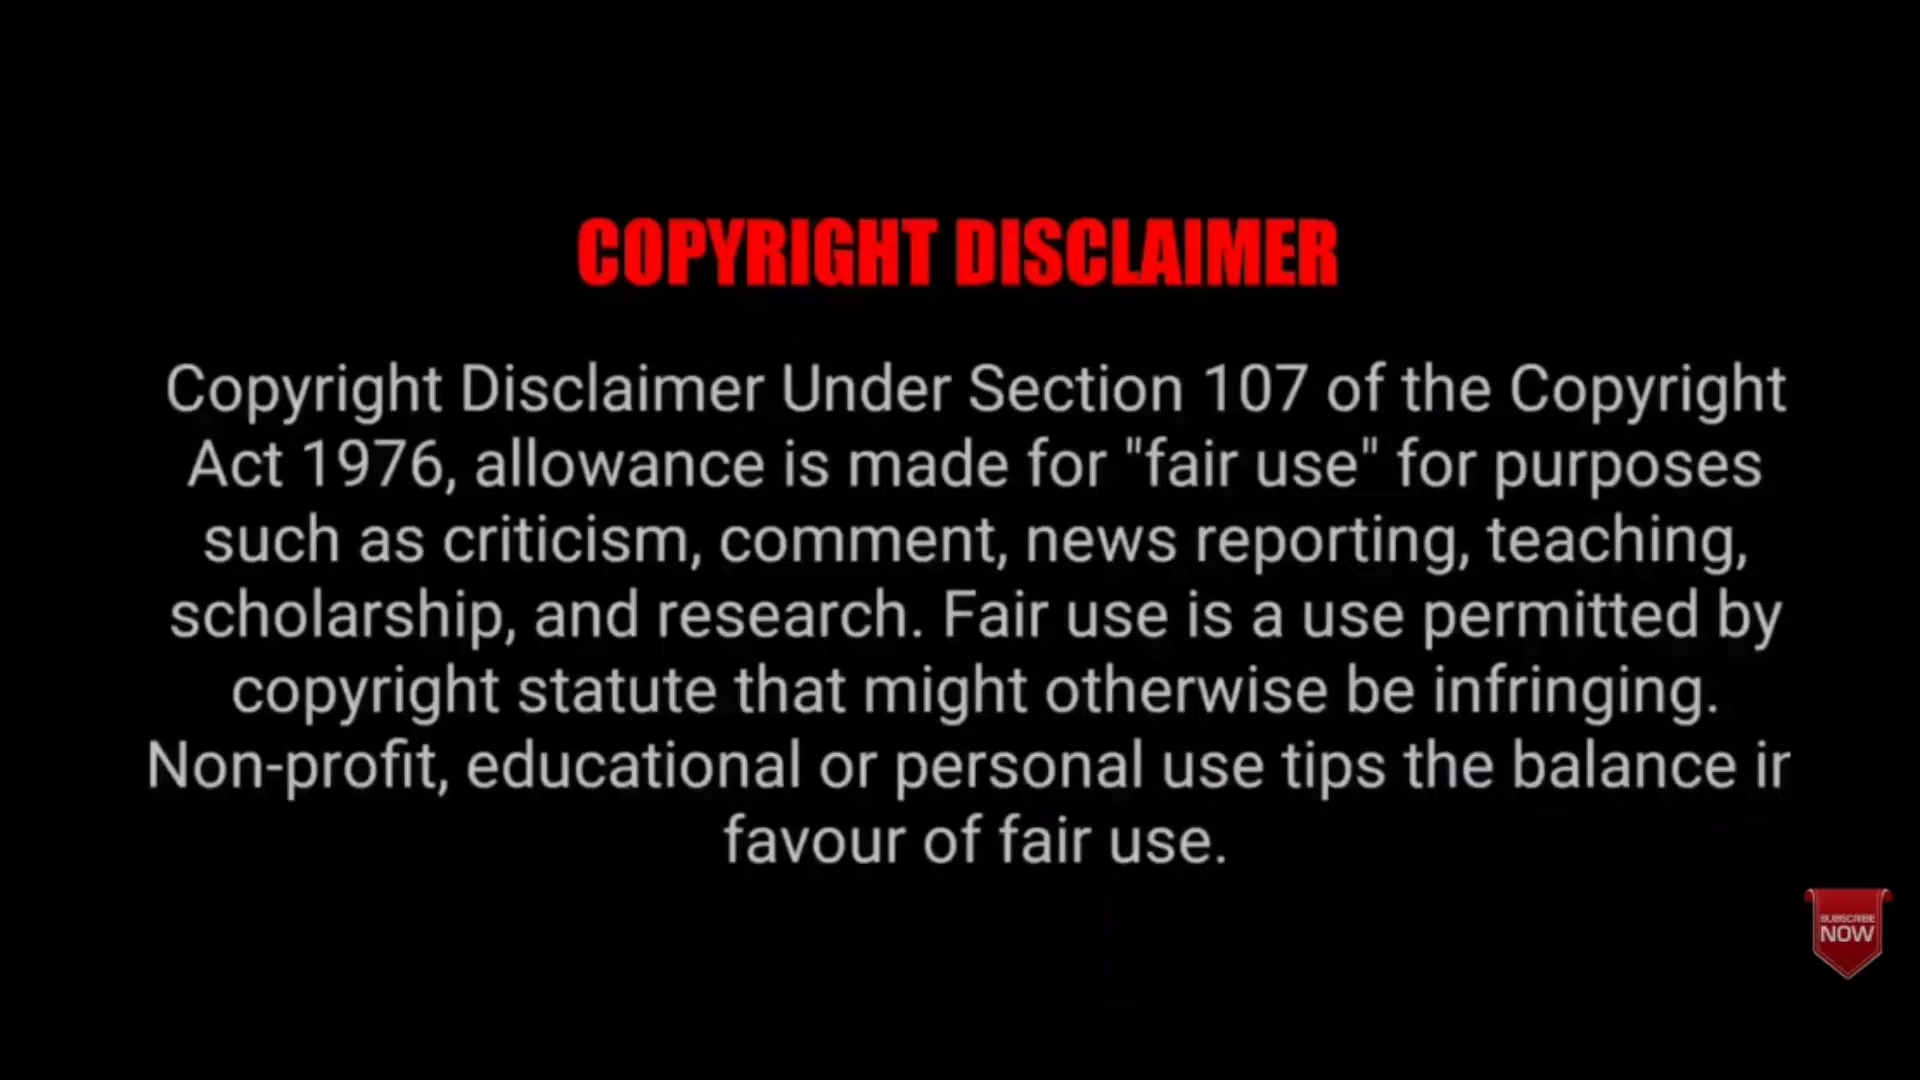 COPYRIGHT DISCLAIMER
Copyright Disclaimer Under Section 107 of the Copyright
Act 1976, allowance is made for "fair use" for purposes
such as criticism, comment, news reporting, teaching,
scholarship, and research. Fair use is a use permitted by
copyright statute that might otherwise be infringing.
Non-profit, educational or personal use tips the balance ir
favour of fair use.
SUBSCRIBE
NOW